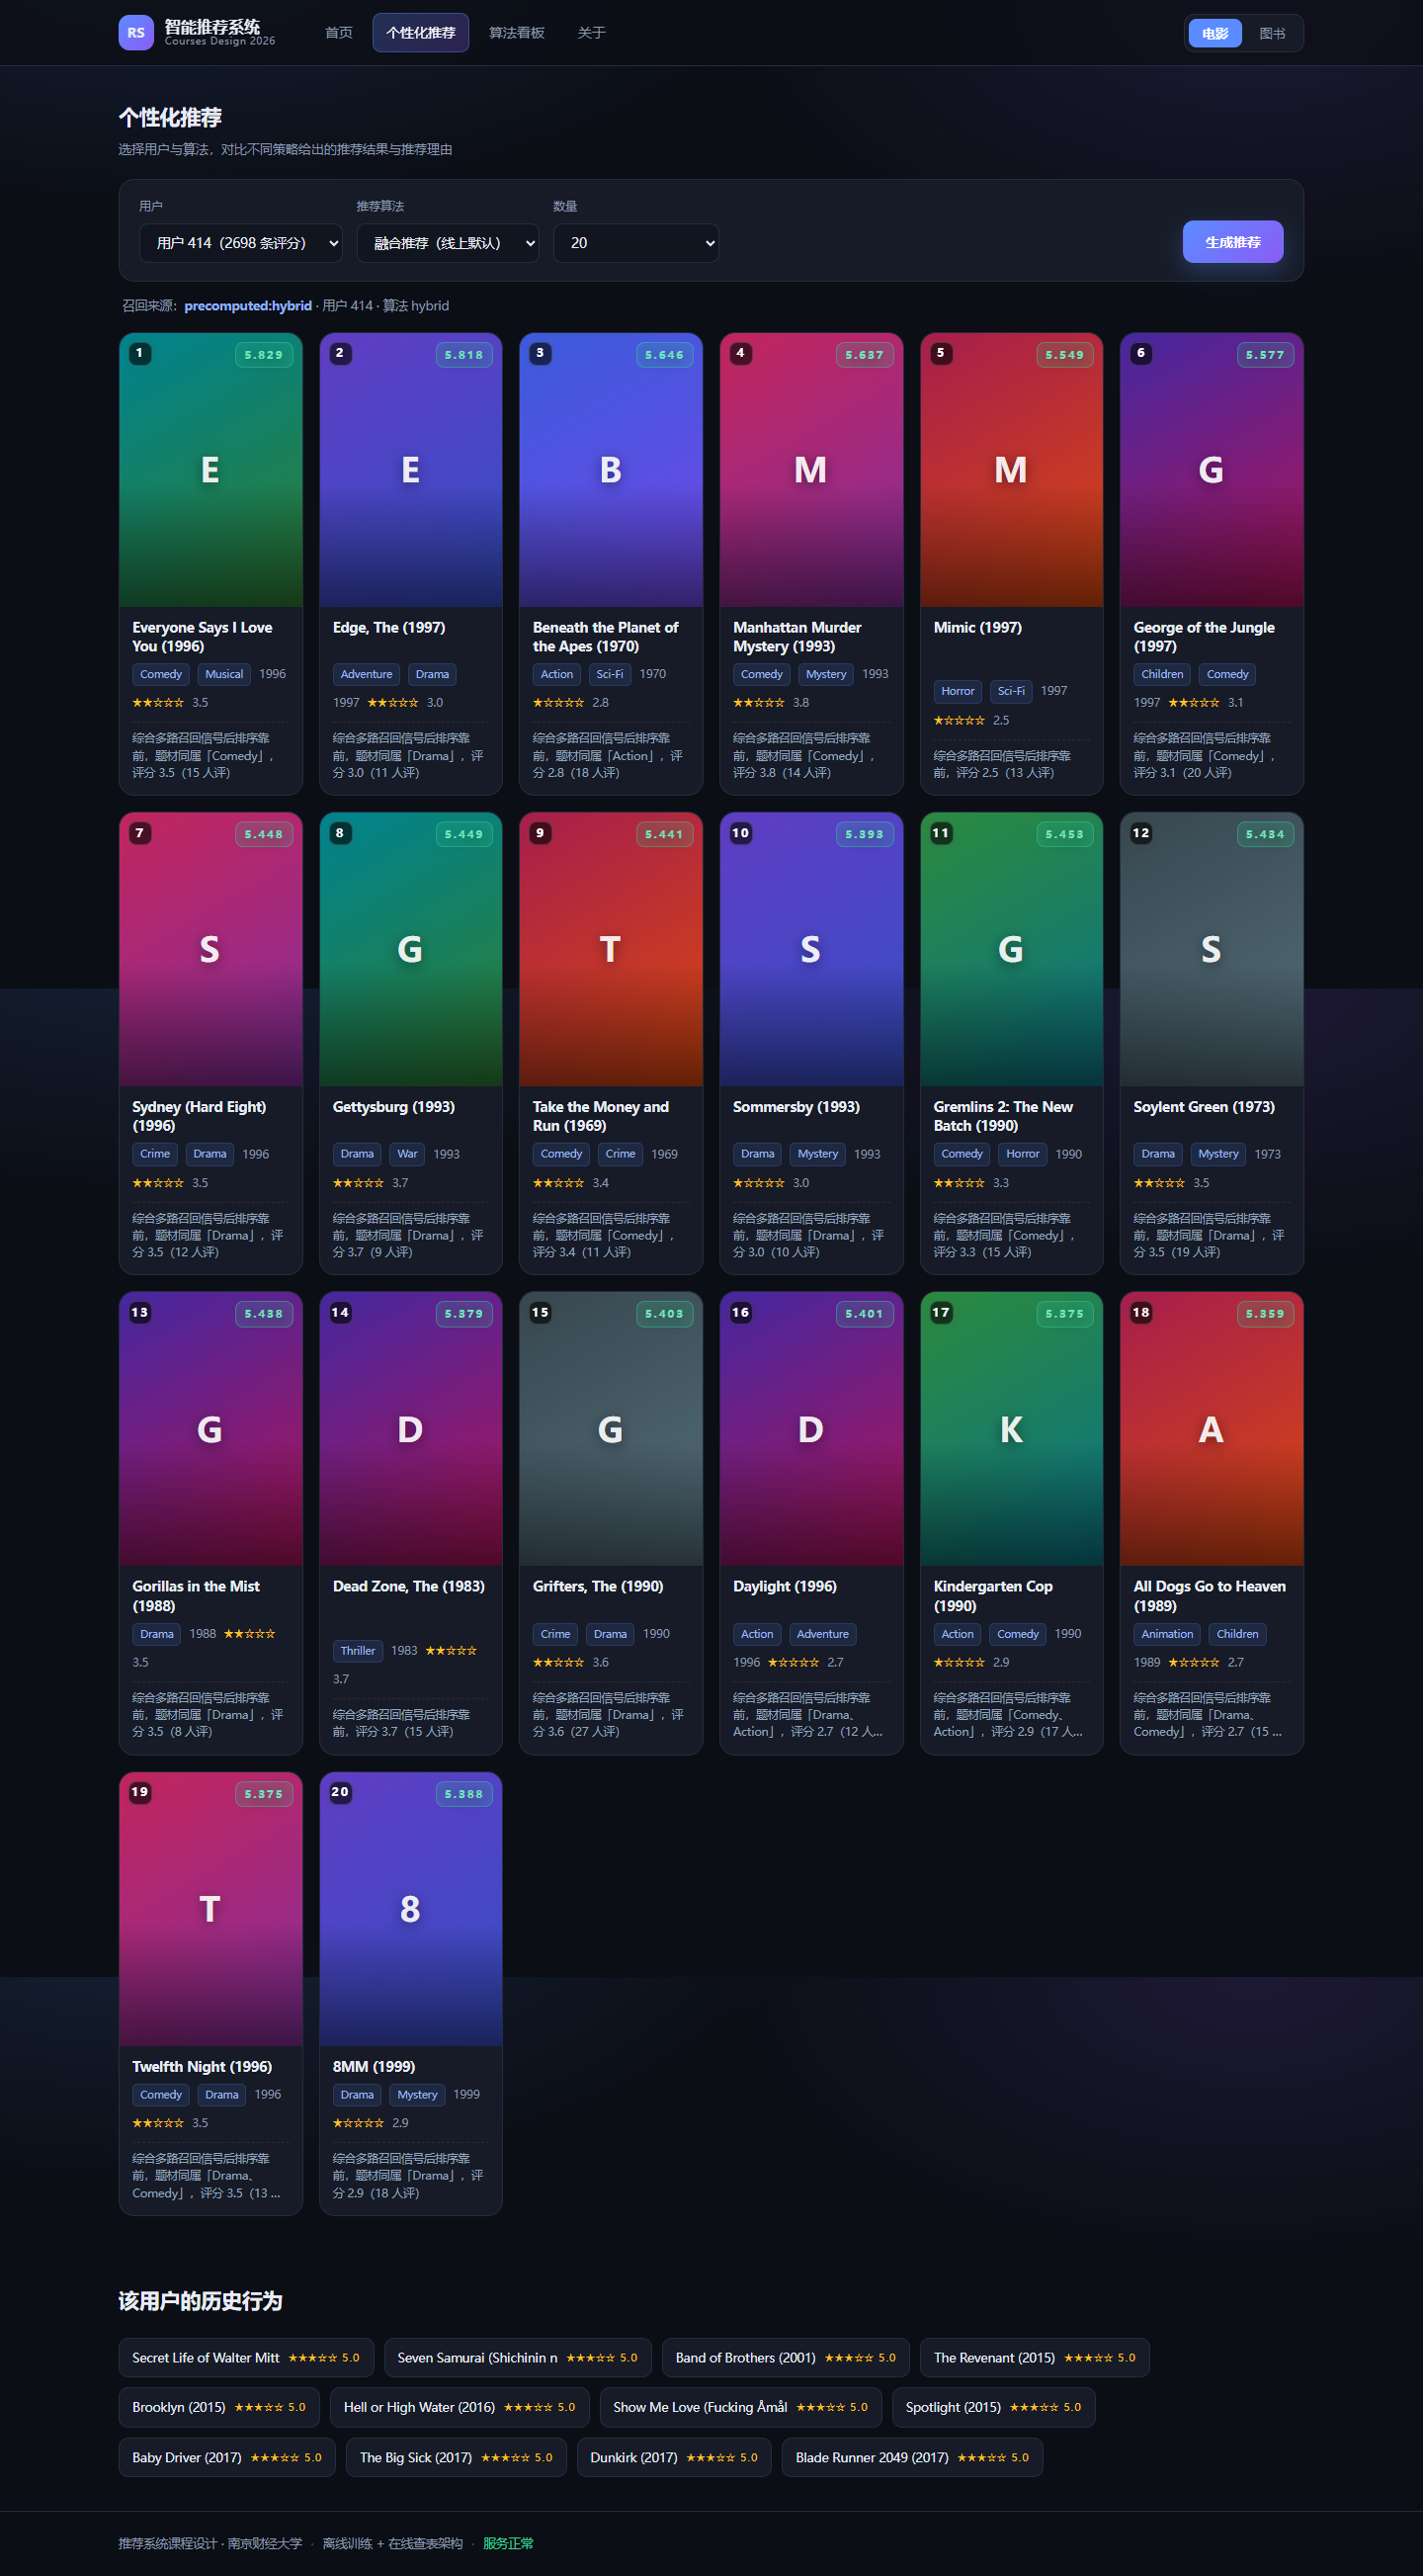 RS
智能推荐系统
Courses Design 2026
首页 个性化推荐 算法看板 关于
电影 图书
个性化推荐
选择用户与算法，对比不同策略给出的推荐结果与推荐理由
用户 推荐算法 数量
用户 414（2698 条评分） 融合推荐（线上默认） 20 生成推荐
召回来源：precomputed:hybrid · 用户 414 · 算法 hybrid
1 5.829
E
Everyone Says I Love
You (1996)
Comedy Musical 1996
★★☆☆☆ 3.5
综合多路召回信号后排序靠
前，题材同属「Comedy」，
评分 3.5（15 人评）
2 5.818
E
Edge, The (1997)
Adventure Drama
1997 ★★☆☆☆ 3.0
综合多路召回信号后排序靠
前，题材同属「Drama」，评
分 3.0（11 人评）
3 5.646
B
Beneath the Planet of
the Apes (1970)
Action Sci-Fi 1970
★☆☆☆☆ 2.8
综合多路召回信号后排序靠
前，题材同属「Action」，评
分 2.8（18 人评）
4 5.637
M
Manhattan Murder
Mystery (1993)
Comedy Mystery 1993
★★☆☆☆ 3.8
综合多路召回信号后排序靠
前，题材同属「Comedy」，
评分 3.8（14 人评）
5 5.549
M
Mimic (1997)
Horror Sci-Fi 1997
★☆☆☆☆ 2.5
综合多路召回信号后排序靠
前，评分 2.5（13 人评）
6 5.577
G
George of the Jungle
(1997)
Children Comedy
1997 ★★☆☆☆ 3.1
综合多路召回信号后排序靠
前，题材同属「Comedy」，
评分 3.1（20 人评）
7 5.448
S
Sydney (Hard Eight)
(1996)
Crime Drama 1996
★★☆☆☆ 3.5
综合多路召回信号后排序靠
前，题材同属「Drama」，评
分 3.5（12 人评）
8 5.449
G
Gettysburg (1993)
Drama War 1993
★★☆☆☆ 3.7
综合多路召回信号后排序靠
前，题材同属「Drama」，评
分 3.7（9 人评）
9 5.441
T
Take the Money and
Run (1969)
Comedy Crime 1969
★★☆☆☆ 3.4
综合多路召回信号后排序靠
前，题材同属「Comedy」，
评分 3.4（11 人评）
10 5.393
S
Sommersby (1993)
Drama Mystery 1993
★☆☆☆☆ 3.0
综合多路召回信号后排序靠
前，题材同属「Drama」，评
分 3.0（10 人评）
11 5.453
G
Gremlins 2: The New
Batch (1990)
Comedy Horror 1990
★★☆☆☆ 3.3
综合多路召回信号后排序靠
前，题材同属「Comedy」，
评分 3.3（15 人评）
12 5.434
S
Soylent Green (1973)
Drama Mystery 1973
★★☆☆☆ 3.5
综合多路召回信号后排序靠
前，题材同属「Drama」，评
分 3.5（19 人评）
13 5.438
G
Gorillas in the Mist
(1988)
Drama 1988 ★★☆☆☆
3.5
综合多路召回信号后排序靠
前，题材同属「Drama」，评
分 3.5（8 人评）
14 5.379
D
Dead Zone, The (1983)
Thriller 1983 ★★☆☆☆
3.7
综合多路召回信号后排序靠
前，评分 3.7（15 人评）
15 5.403
G
Grifters, The (1990)
Crime Drama 1990
★★☆☆☆ 3.6
综合多路召回信号后排序靠
前，题材同属「Drama」，评
分 3.6（27 人评）
16 5.401
D
Daylight (1996)
Action Adventure
1996 ★☆☆☆☆ 2.7
综合多路召回信号后排序靠
前，题材同属「Drama、
Action」，评分 2.7（12 人...
17 5.375
K
Kindergarten Cop
(1990)
Action Comedy 1990
★☆☆☆☆ 2.9
综合多路召回信号后排序靠
前，题材同属「Comedy、
Action」，评分 2.9（17 人...
18 5.359
A
All Dogs Go to Heaven
(1989)
Animation Children
1989 ★☆☆☆☆ 2.7
综合多路召回信号后排序靠
前，题材同属「Drama、
Comedy」，评分 2.7（15 ...
19 5.375
T
Twelfth Night (1996)
Comedy Drama 1996
★★☆☆☆ 3.5
综合多路召回信号后排序靠
前，题材同属「Drama、
Comedy」，评分 3.5（13 ...
20 5.388
8
8MM (1999)
Drama Mystery 1999
★☆☆☆☆ 2.9
综合多路召回信号后排序靠
前，题材同属「Drama」，评
分 2.9（18 人评）
该用户的历史行为
Secret Life of Walter Mitt ★★★☆☆ 5.0 Seven Samurai (Shichinin n ★★★☆☆ 5.0 Band of Brothers (2001) ★★★☆☆ 5.0 The Revenant (2015) ★★★☆☆ 5.0
Brooklyn (2015) ★★★☆☆ 5.0 Hell or High Water (2016) ★★★☆☆ 5.0 Show Me Love (Fucking Åmål ★★★☆☆ 5.0 Spotlight (2015) ★★★☆☆ 5.0
Baby Driver (2017) ★★★☆☆ 5.0 The Big Sick (2017) ★★★☆☆ 5.0 Dunkirk (2017) ★★★☆☆ 5.0 Blade Runner 2049 (2017) ★★★☆☆ 5.0
推荐系统课程设计 · 南京财经大学 · 离线训练 + 在线查表架构 · 服务正常